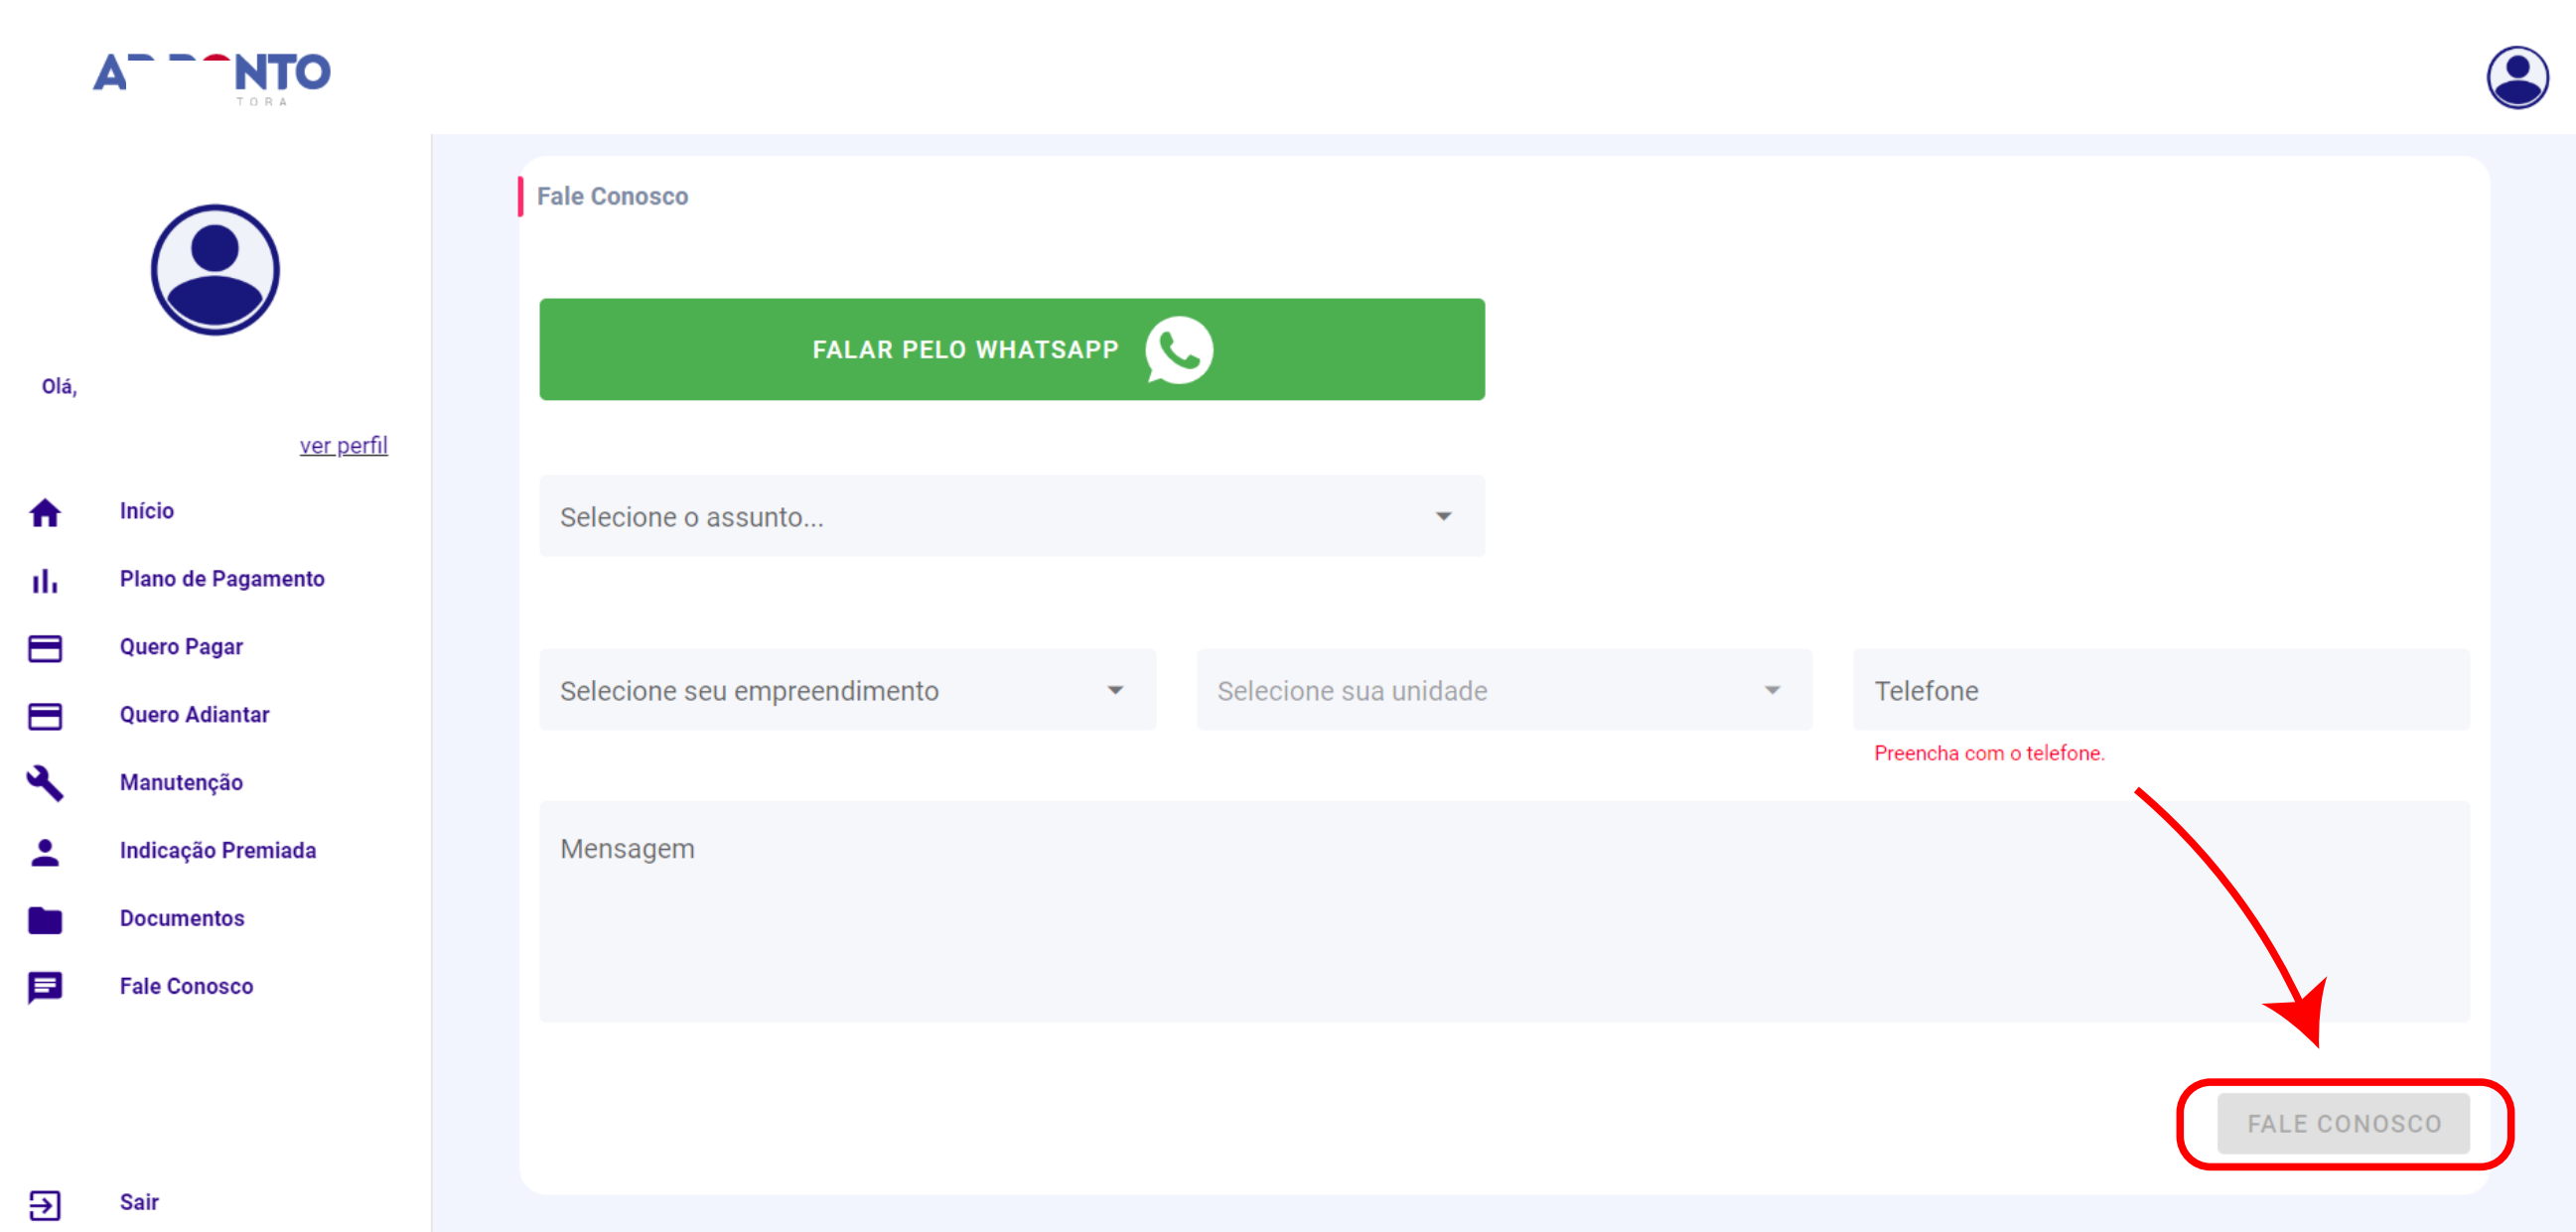 NTO
TORA
Olá,
ver perfil
Início
Plano de Pagamento
Quero Pagar
Quero Adiantar
Manutenção
Indicação Premiada
Documentos
Fale Conosco
Sair
Fale Conosco
FALAR PELO WHATSAPP
Selecione o assunto...
Selecione seu empreendimento
Selecione sua unidade
Telefone
Preencha com o telefone.
Mensagem
FALE CONOSCO